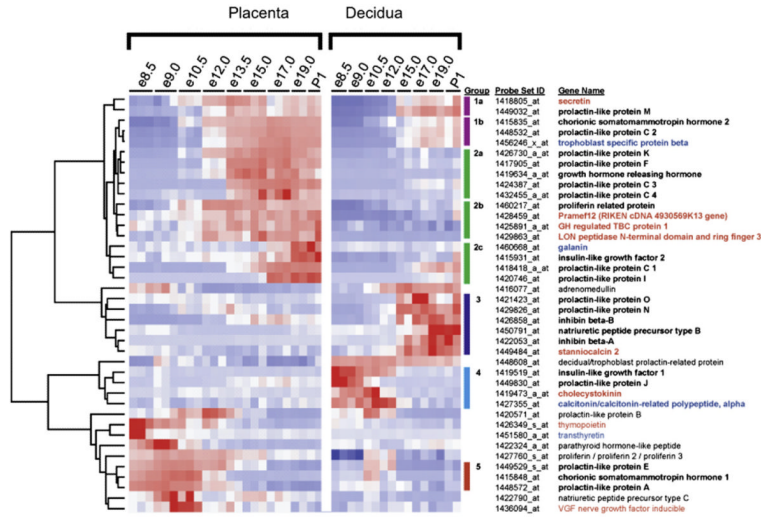 Placenta Decidua
e8.5 e9.0 e10.5 e12.0 e13.5 e15.0 e17.0 e19.0 P1 e8.5 e9.0 e10.5 e12.0 e15.0 e17.0 e19.0 P1
Group Probe Set ID Gene Name
1a 1418805_at secretin
1449032_at prolactin-like protein M
1b 1415835_at chorionic somatomammotropin hormone 2
1448532_at prolactin-like protein C 2
1456246_x_at trophoblast specific protein beta
2a 1426730_a_at prolactin-like protein K
1417905_at prolactin-like protein F
1419634_a_at growth hormone releasing hormone
1424387_at prolactin-like protein C 3
1432455_a_at prolactin-like protein C 4
2b 1460217_at proliferin related protein
1428459_at Pramef12 (RIKEN cDNA 4930569K13 gene)
1425891_a_at GH regulated TBC protein 1
1429863_at LON peptidase N-terminal domain and ring finger 3
2c 1460668_at galanin
1415931_at Insulin-like growth factor 2
1418418_a_at prolactin-like protein C 1
1420746_at prolactin-like protein I
1416077_at adrenomedullin
3 1421423_at prolactin-like protein O
1429826_at prolactin-like protein N
1426858_at inhibin beta-B
1450791_at natriuretic peptide precursor type B
1422053_at inhibin beta-A
1449484_at stanniocalcin 2
1448608_at decidual/trophoblast prolactin-related protein
4 1419519_at insulin-like growth factor 1
1449830_at prolactin-like protein J
1419473_a_at cholecystokinin
1427355_at calcitonin/calcitonin-related polypeptide, alpha
1420571_at prolactin-like protein B
1426349_s_at thymopoietin
1451580_a_at transthyretin
1422324_a_at parathyroid hormone-like peptide
1427760_s_at proliferin / proliferin 2 / proliferin 3
5 1449529_s_at prolactin-like protein E
1415848_at chorionic somatomammotropin hormone 1
1448572_at prolactin-like protein A
1422790_at natriuretic peptide precursor type C
1436094_at VGF nerve growth factor inducible